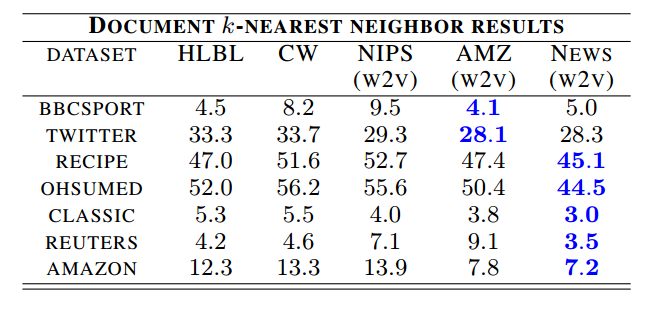 DOCUMENT k-NEAREST NEIGHBOR RESULTS
DATASET HLBL CW NIPS AMZ NEWS
(W2V) (W2V) (W2V)
BBCSPORT 4.5 8.2 9.5 4.1 5.0
TWITTER 33.3 33.7 29.3 28.1 28.3
RECIPE 47.0 51.6 52.7 47.4 45.1
OHSUMED 52.0 56.2 55.6 50.4 44.5
CLASSIC 5.3 5.5 4.0 3.8 3.0
REUTERS 4.2 4.6 7.1 9.1 3.5
AMAZON 12.3 13.3 13.9 7.8 7.2